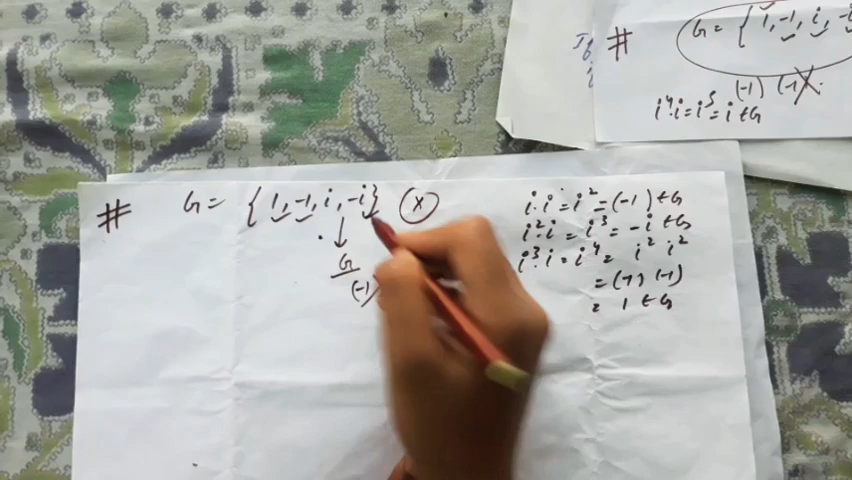 # G = { 1, -1, i, -i
(-1) (-1) .
i⁴.i = i⁵ = i ∈ G
# G = { 1, -1, i, -i} (×)
G
(-1)
i.i = i² = (-1) ∈ G
i².i = i³ = -i ∈ G
i³.i = i⁴ = i² i²
= (-1) (-1)
= 1 ∈ G